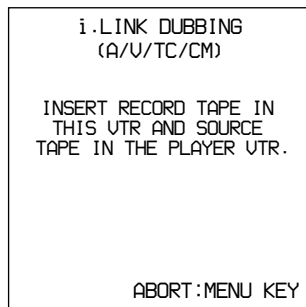 i.LINK DUBBING
(A/V/TC/CM)
INSERT RECORD TAPE IN
THIS VTR AND SOURCE
TAPE IN THE PLAYER VTR.
ABORT:MENU KEY